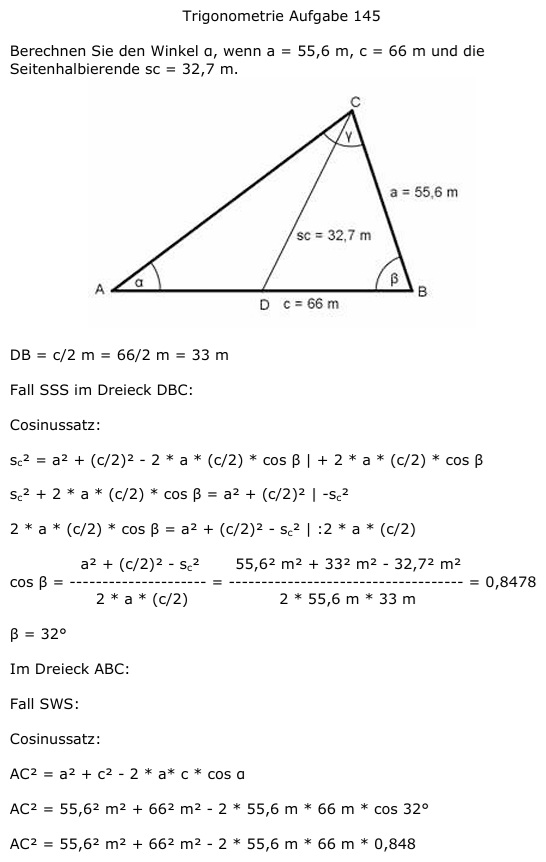 Trigonometrie Aufgabe 145
Berechnen Sie den Winkel α, wenn a = 55,6 m, c = 66 m und die
Seitenhalbierende sc = 32,7 m.
C
γ
a = 55,6 m
sc = 32,7 m
A
α
β
B
D c = 66 m
DB = c/2 m = 66/2 m = 33 m
Fall SSS im Dreieck DBC:
Cosinussatz:
s꜀² = a² + (c/2)² - 2 * a * (c/2) * cos β | + 2 * a * (c/2) * cos β
s꜀² + 2 * a * (c/2) * cos β = a² + (c/2)² | -s꜀²
2 * a * (c/2) * cos β = a² + (c/2)² - s꜀² | :2 * a * (c/2)
a² + (c/2)² - s꜀² 55,6² m² + 33² m² - 32,7² m²
cos β = --------------------- = ------------------------------------ = 0,8478
2 * a * (c/2) 2 * 55,6 m * 33 m
β = 32°
Im Dreieck ABC:
Fall SWS:
Cosinussatz:
AC² = a² + c² - 2 * a* c * cos α
AC² = 55,6² m² + 66² m² - 2 * 55,6 m * 66 m * cos 32°
AC² = 55,6² m² + 66² m² - 2 * 55,6 m * 66 m * 0,848